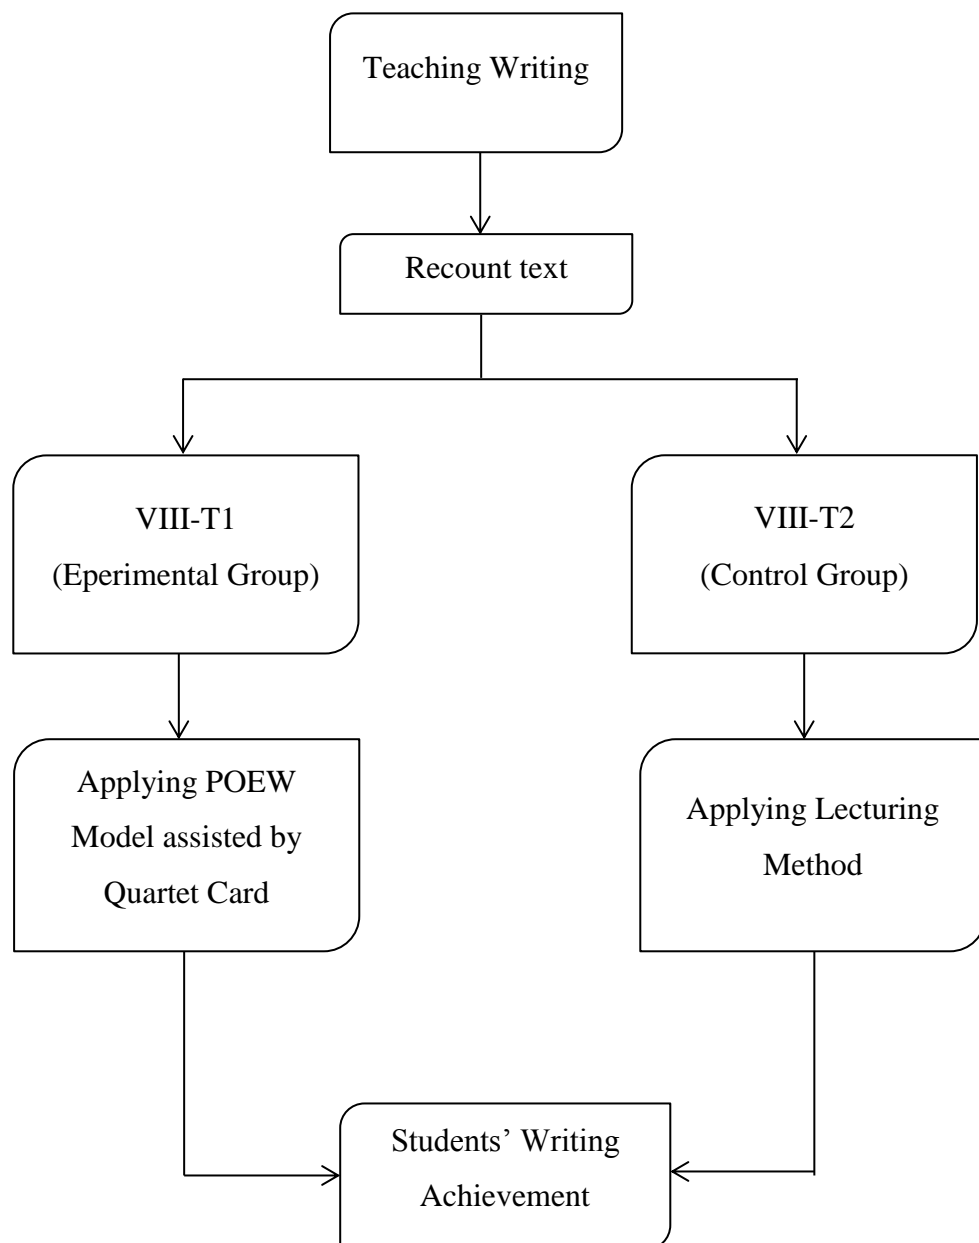 Teaching Writing
Recount text
VIII-T1
(Eperimental Group)
VIII-T2
(Control Group)
Applying POEW
Model assisted by
Quartet Card
Applying Lecturing
Method
Students’ Writing
Achievement